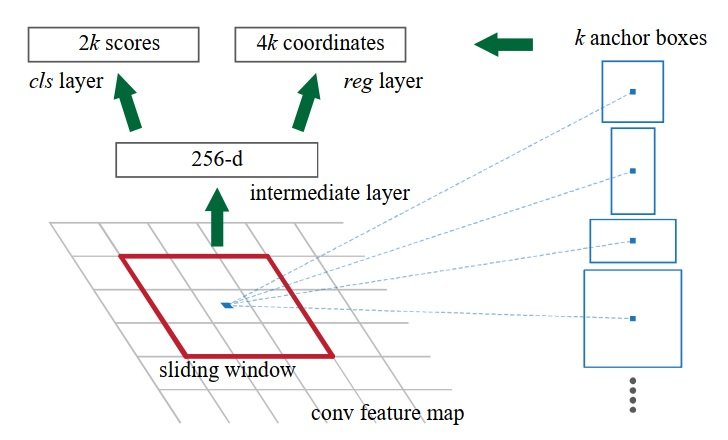 2k scores
4k coordinates
k anchor boxes
cls layer
reg layer
256-d
intermediate layer
sliding window
conv feature map